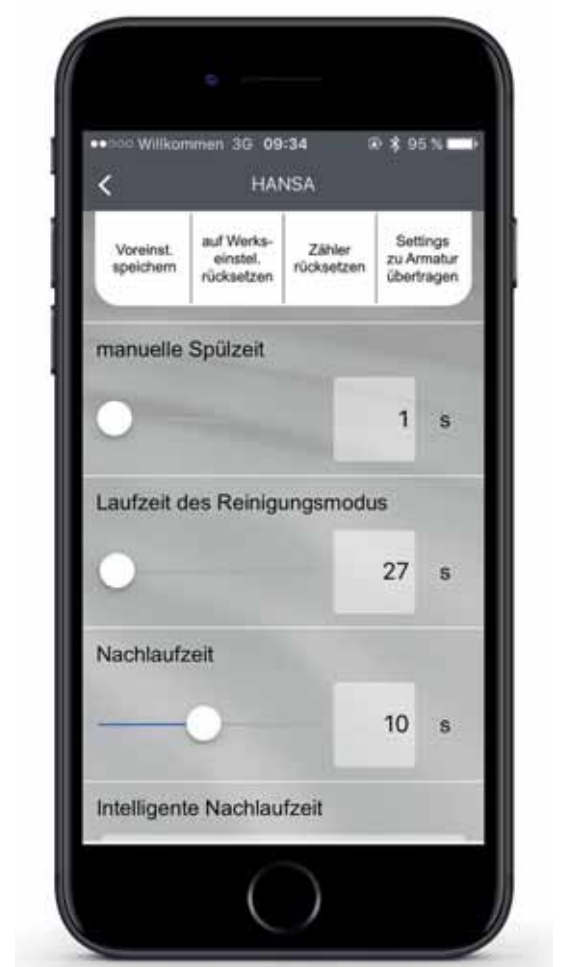 Willkommen 3G 09:34 95 %
HANSA
Voreinst.
speichern
auf Werks-
einstel.
rücksetzen
Zähler
rücksetzen
Settings
zu Armatur
übertragen
manuelle Spülzeit
1 s
Laufzeit des Reinigungsmodus
27 s
Nachlaufzeit
10 s
Intelligente Nachlaufzeit